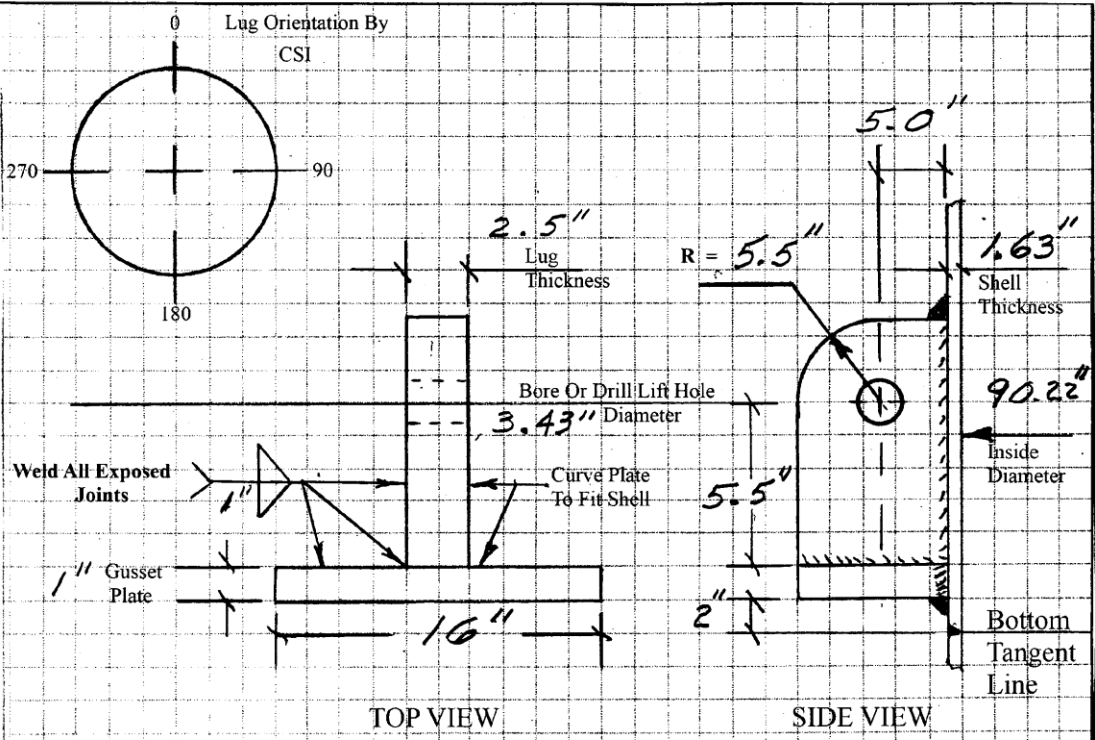 0
Lug Orientation By
CSI
270
90
180
5.0"
2.5"
Lug
Thickness
R = 5.5"
1.63"
Shell
Thickness
Bore Or Drill Lift Hole
Diameter
3.43"
90.22"
Inside
Diameter
Weld All Exposed
Joints
1"
Curve Plate
To Fit Shell
5.5"
1" Gusset
Plate
16"
2"
Bottom
Tangent
Line
TOP VIEW
SIDE VIEW